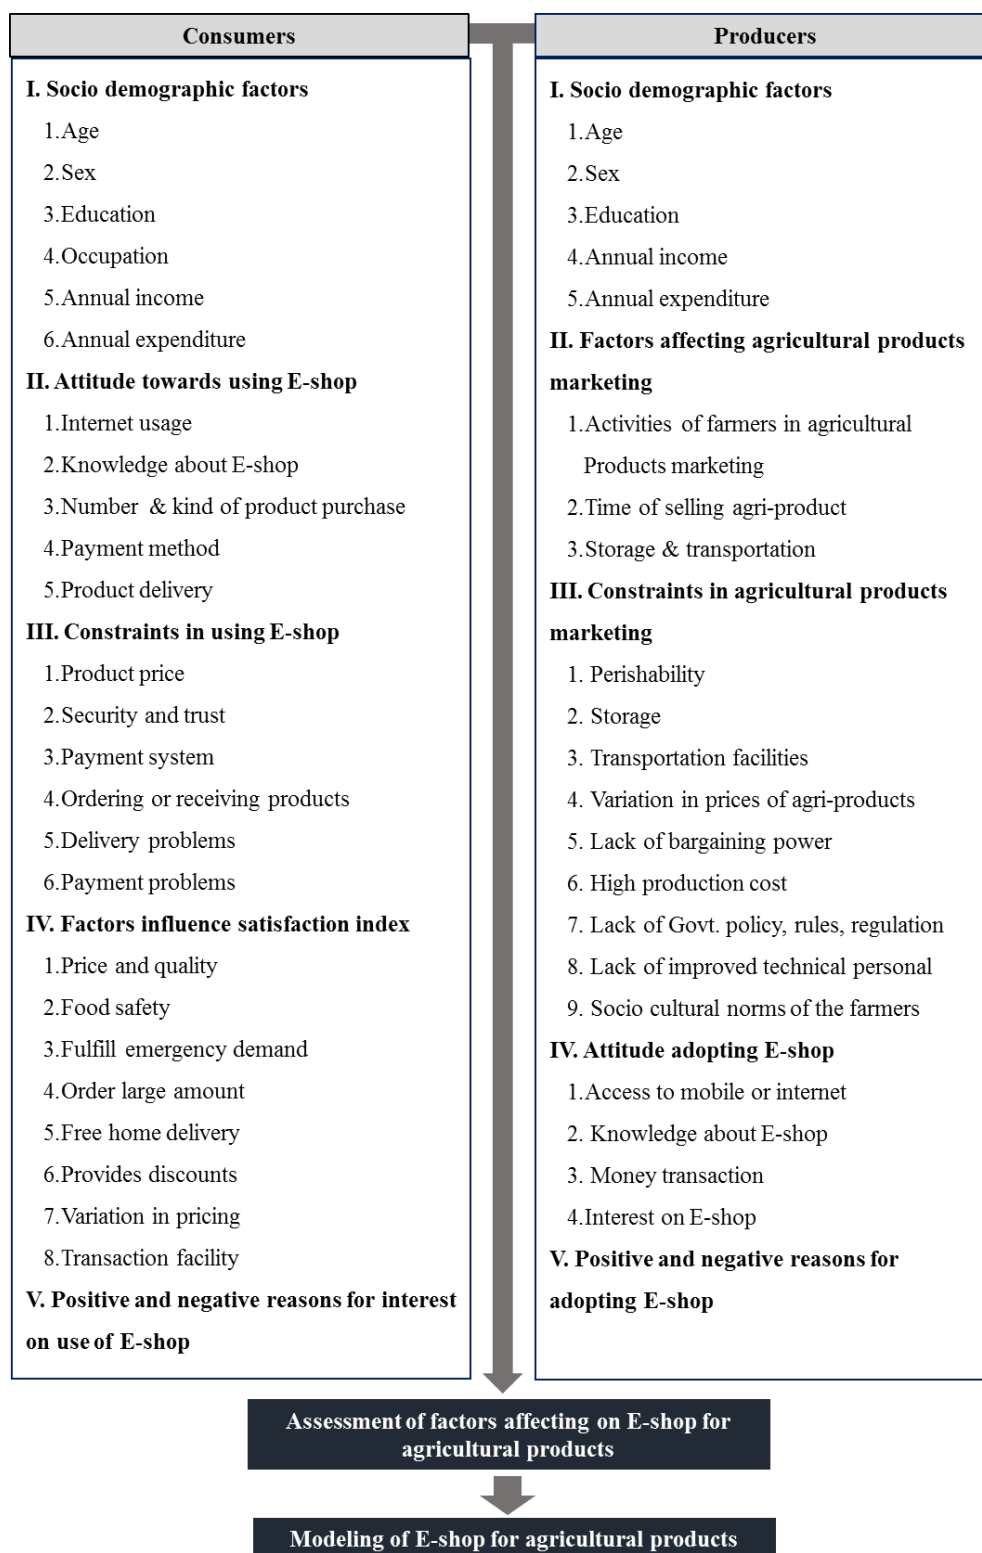 Consumers
I. Socio demographic factors
1.Age
2.Sex
3.Education
4.Occupation
5.Annual income
6.Annual expenditure
II. Attitude towards using E-shop
1.Internet usage
2.Knowledge about E-shop
3.Number & kind of product purchase
4.Payment method
5.Product delivery
III. Constraints in using E-shop
1.Product price
2.Security and trust
3.Payment system
4.Ordering or receiving products
5.Delivery problems
6.Payment problems
IV. Factors influence satisfaction index
1.Price and quality
2.Food safety
3.Fulfill emergency demand
4.Order large amount
5.Free home delivery
6.Provides discounts
7.Variation in pricing
8.Transaction facility
V. Positive and negative reasons for interest
on use of E-shop
Producers
I. Socio demographic factors
1.Age
2.Sex
3.Education
4.Annual income
5.Annual expenditure
II. Factors affecting agricultural products
marketing
1.Activities of farmers in agricultural
Products marketing
2.Time of selling agri-product
3.Storage & transportation
III. Constraints in agricultural products
marketing
1. Perishability
2. Storage
3. Transportation facilities
4. Variation in prices of agri-products
5. Lack of bargaining power
6. High production cost
7. Lack of Govt. policy, rules, regulation
8. Lack of improved technical personal
9. Socio cultural norms of the farmers
IV. Attitude adopting E-shop
1.Access to mobile or internet
2. Knowledge about E-shop
3. Money transaction
4.Interest on E-shop
V. Positive and negative reasons for
adopting E-shop
Assessment of factors affecting on E-shop for
agricultural products
Modeling of E-shop for agricultural products